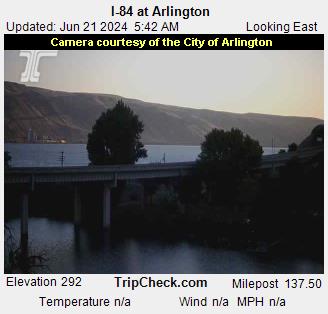 I-84 at Arlington
Updated: Jun 21 2024 5:42 AM Looking East
Camera courtesy of the City of Arlington
Elevation 292 TripCheck.com Milepost 137.50
Temperature n/a Wind n/a MPH n/a